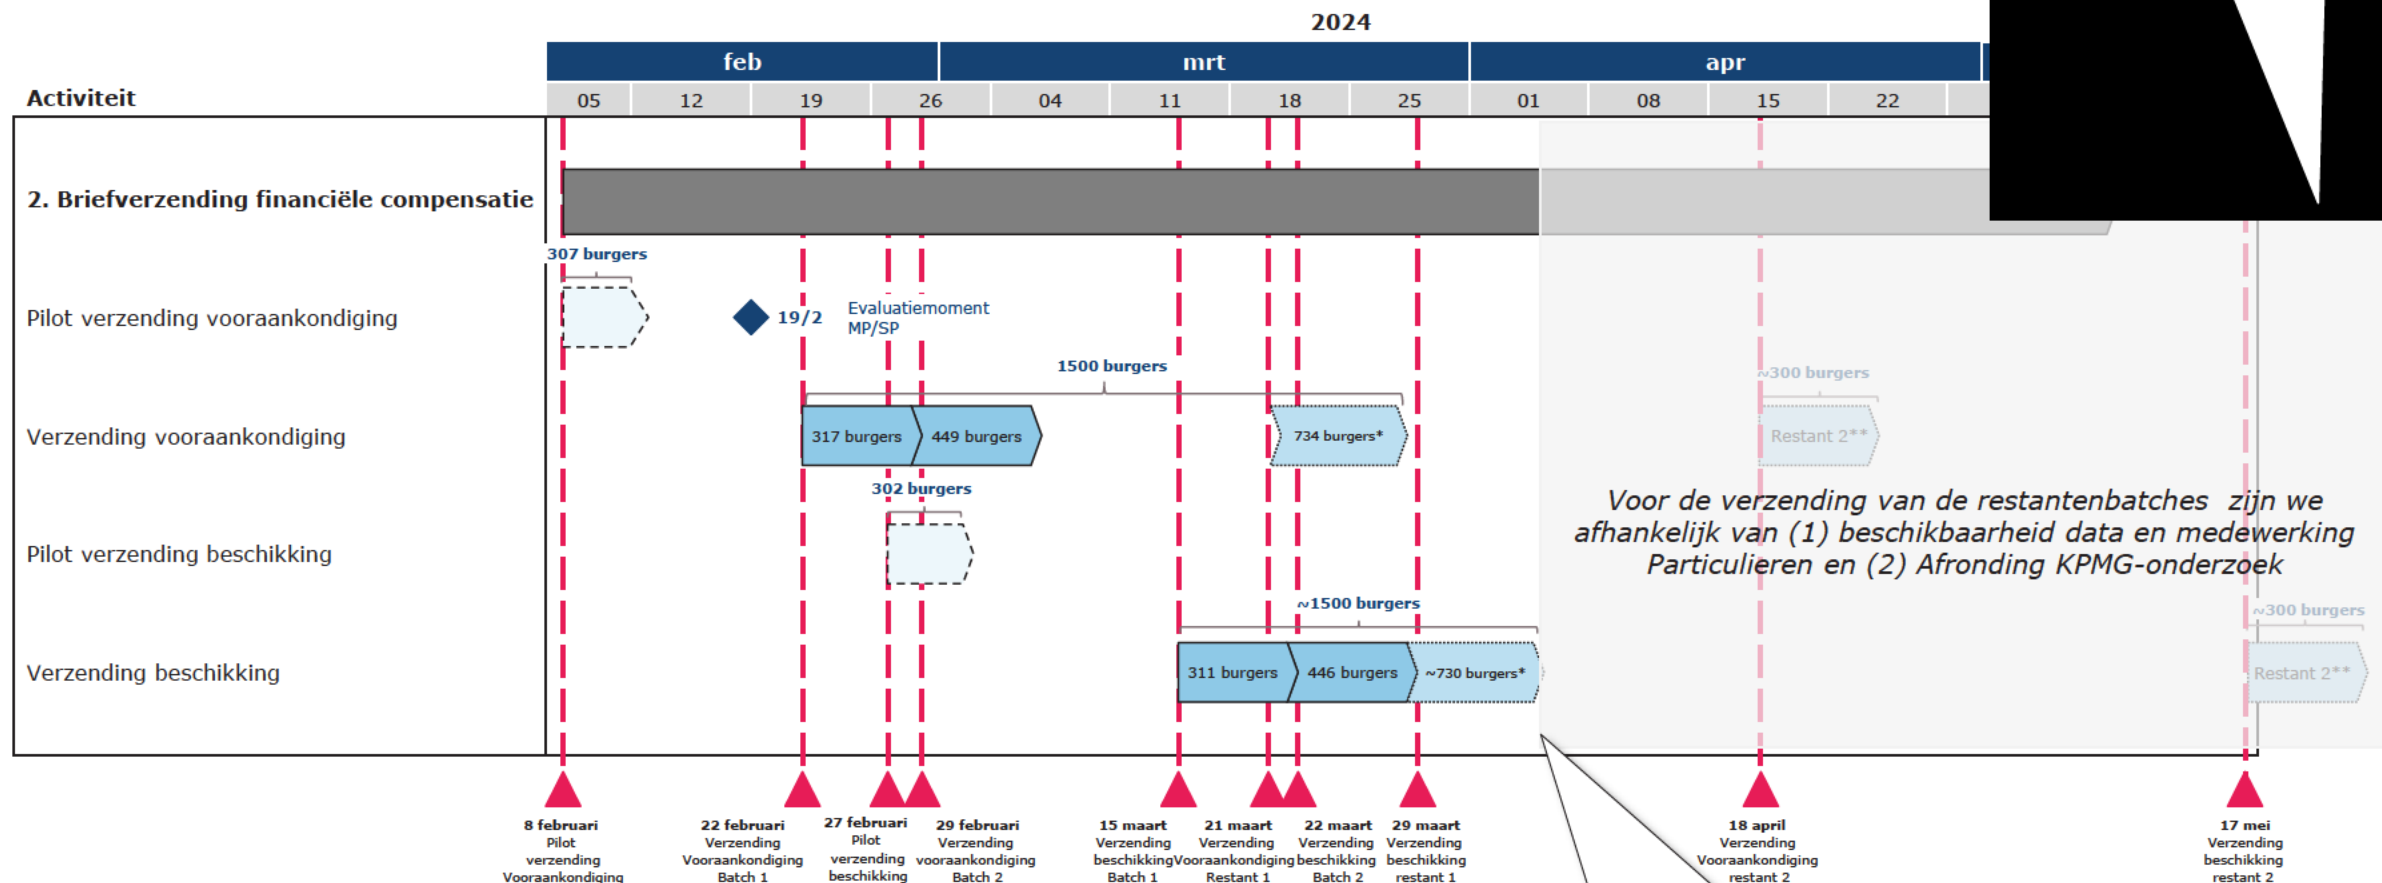 2024
feb mrt apr
Activiteit 05 12 19 26 04 11 18 25 01 08 15 22
2. Briefverzending financiële compensatie
307 burgers
Pilot verzending vooraankondiging
19/2
Evaluatiemoment
MP/SP
1500 burgers
~300 burgers
Verzending vooraankondiging
317 burgers 449 burgers 734 burgers* Restant 2**
302 burgers
Voor de verzending van de restantenbatches zijn we
afhankelijk van (1) beschikbaarheid data en medewerking
Particulieren en (2) Afronding KPMG-onderzoek
Pilot verzending beschikking
~1500 burgers
~300 burgers
Verzending beschikking
311 burgers 446 burgers ~730 burgers* Restant 2**
8 februari
Pilot
verzending
Vooraankondiging
22 februari
Verzending
Vooraankondiging
Batch 1
27 februari
Pilot
verzending
beschikking
29 februari
Verzending
vooraankondiging
Batch 2
15 maart
Verzending
beschikking
Batch 1
21 maart
Verzending
Vooraankondiging
Restant 1
22 maart
Verzending
beschikking
Batch 2
29 maart
Verzending
beschikking
restant 1
18 april
Verzending
Vooraankondiging
restant 2
17 mei
Verzending
beschikking
restant 2